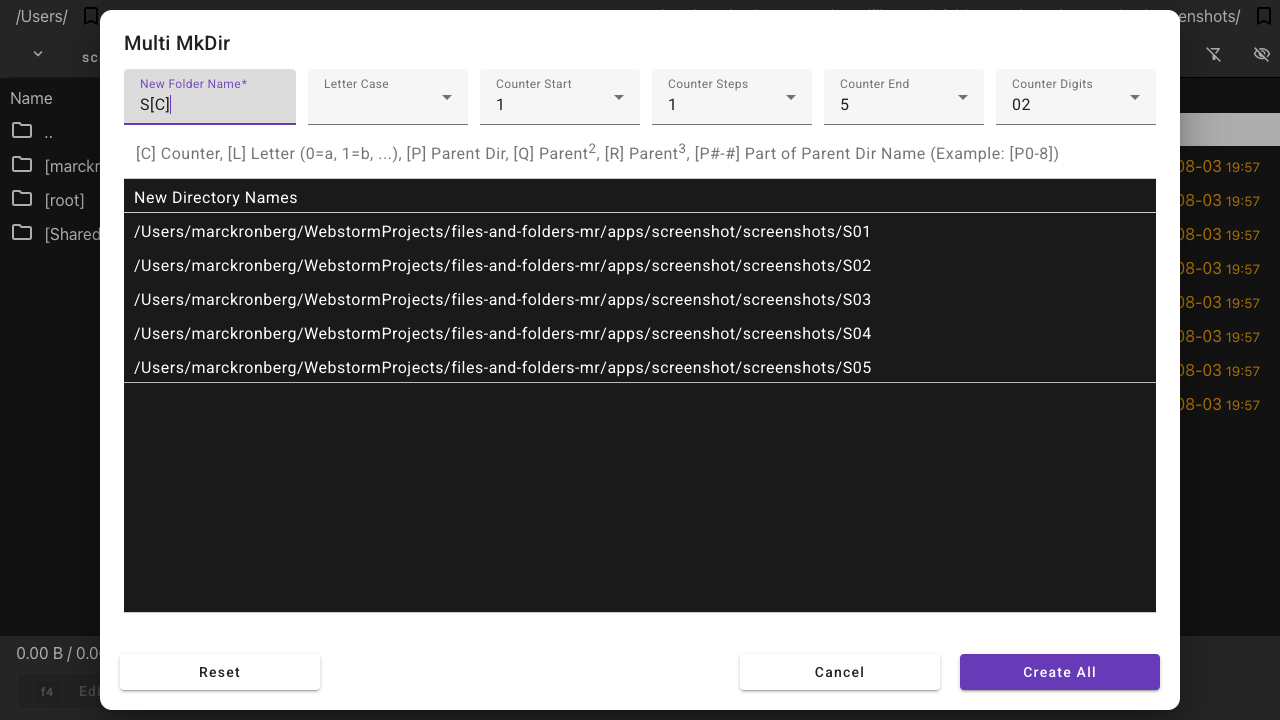 /Users/
enshots/
Multi MkDir
sc
New Folder Name*
S[C]
Letter Case
Counter Start
1
Counter Steps
1
Counter End
5
Counter Digits
02
Name
[C] Counter, [L] Letter (0=a, 1=b, ...), [P] Parent Dir, [Q] Parent2, [R] Parent3, [P#-#] Part of Parent Dir Name (Example: [P0-8])
..
[marckr
08-03 19:57
New Directory Names
[root]
08-03 19:57
/Users/marckronberg/WebstormProjects/files-and-folders-mr/apps/screenshot/screenshots/S01
[Shared
08-03 19:57
/Users/marckronberg/WebstormProjects/files-and-folders-mr/apps/screenshot/screenshots/S02
08-03 19:57
/Users/marckronberg/WebstormProjects/files-and-folders-mr/apps/screenshot/screenshots/S03
08-03 19:57
/Users/marckronberg/WebstormProjects/files-and-folders-mr/apps/screenshot/screenshots/S04
08-03 19:57
/Users/marckronberg/WebstormProjects/files-and-folders-mr/apps/screenshot/screenshots/S05
08-03 19:57
08-03 19:57
0.00 B / 0.0
Reset
Cancel
Create All
f4 Edi